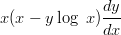 x(x − y log x) dy/dx